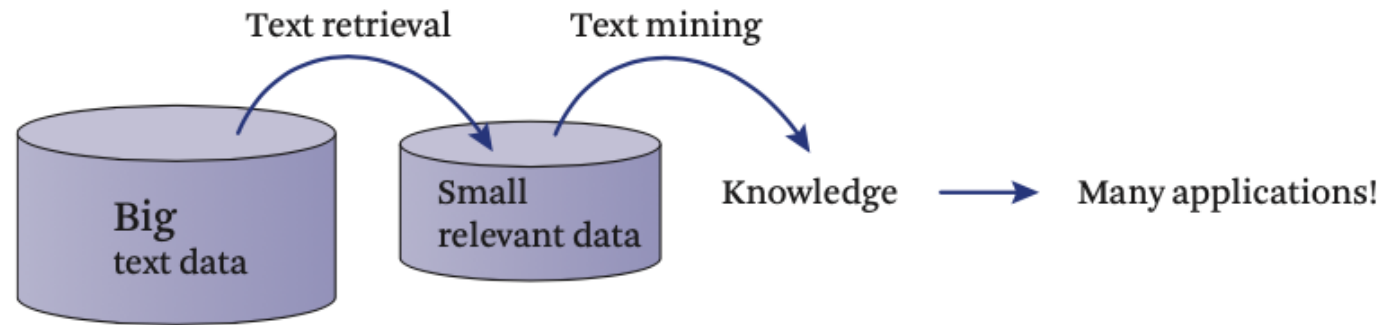 Text retrieval
Text mining
Big
text data
Small
relevant data
Knowledge
Many applications!